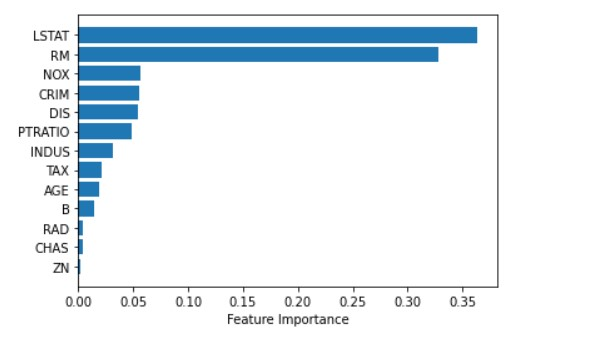 LSTAT
RM
NOX
CRIM
DIS
PTRATIO
INDUS
TAX
AGE
B
RAD
CHAS
ZN
0.00 0.05 0.10 0.15 0.20 0.25 0.30 0.35
Feature Importance